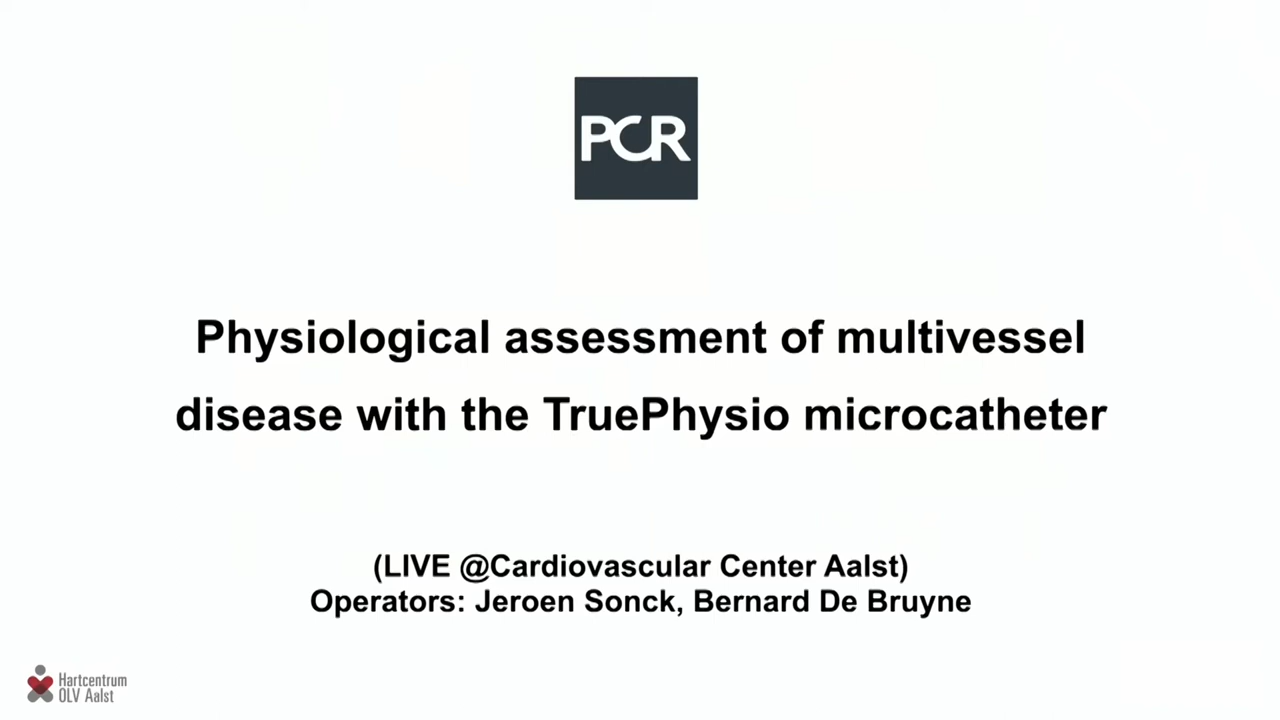 PCR
Physiological assessment of multivessel
disease with the TruePhysio microcatheter
(LIVE @Cardiovascular Center Aalst)
Operators: Jeroen Sonck, Bernard De Bruyne
Hartcentrum
OLV Aalst